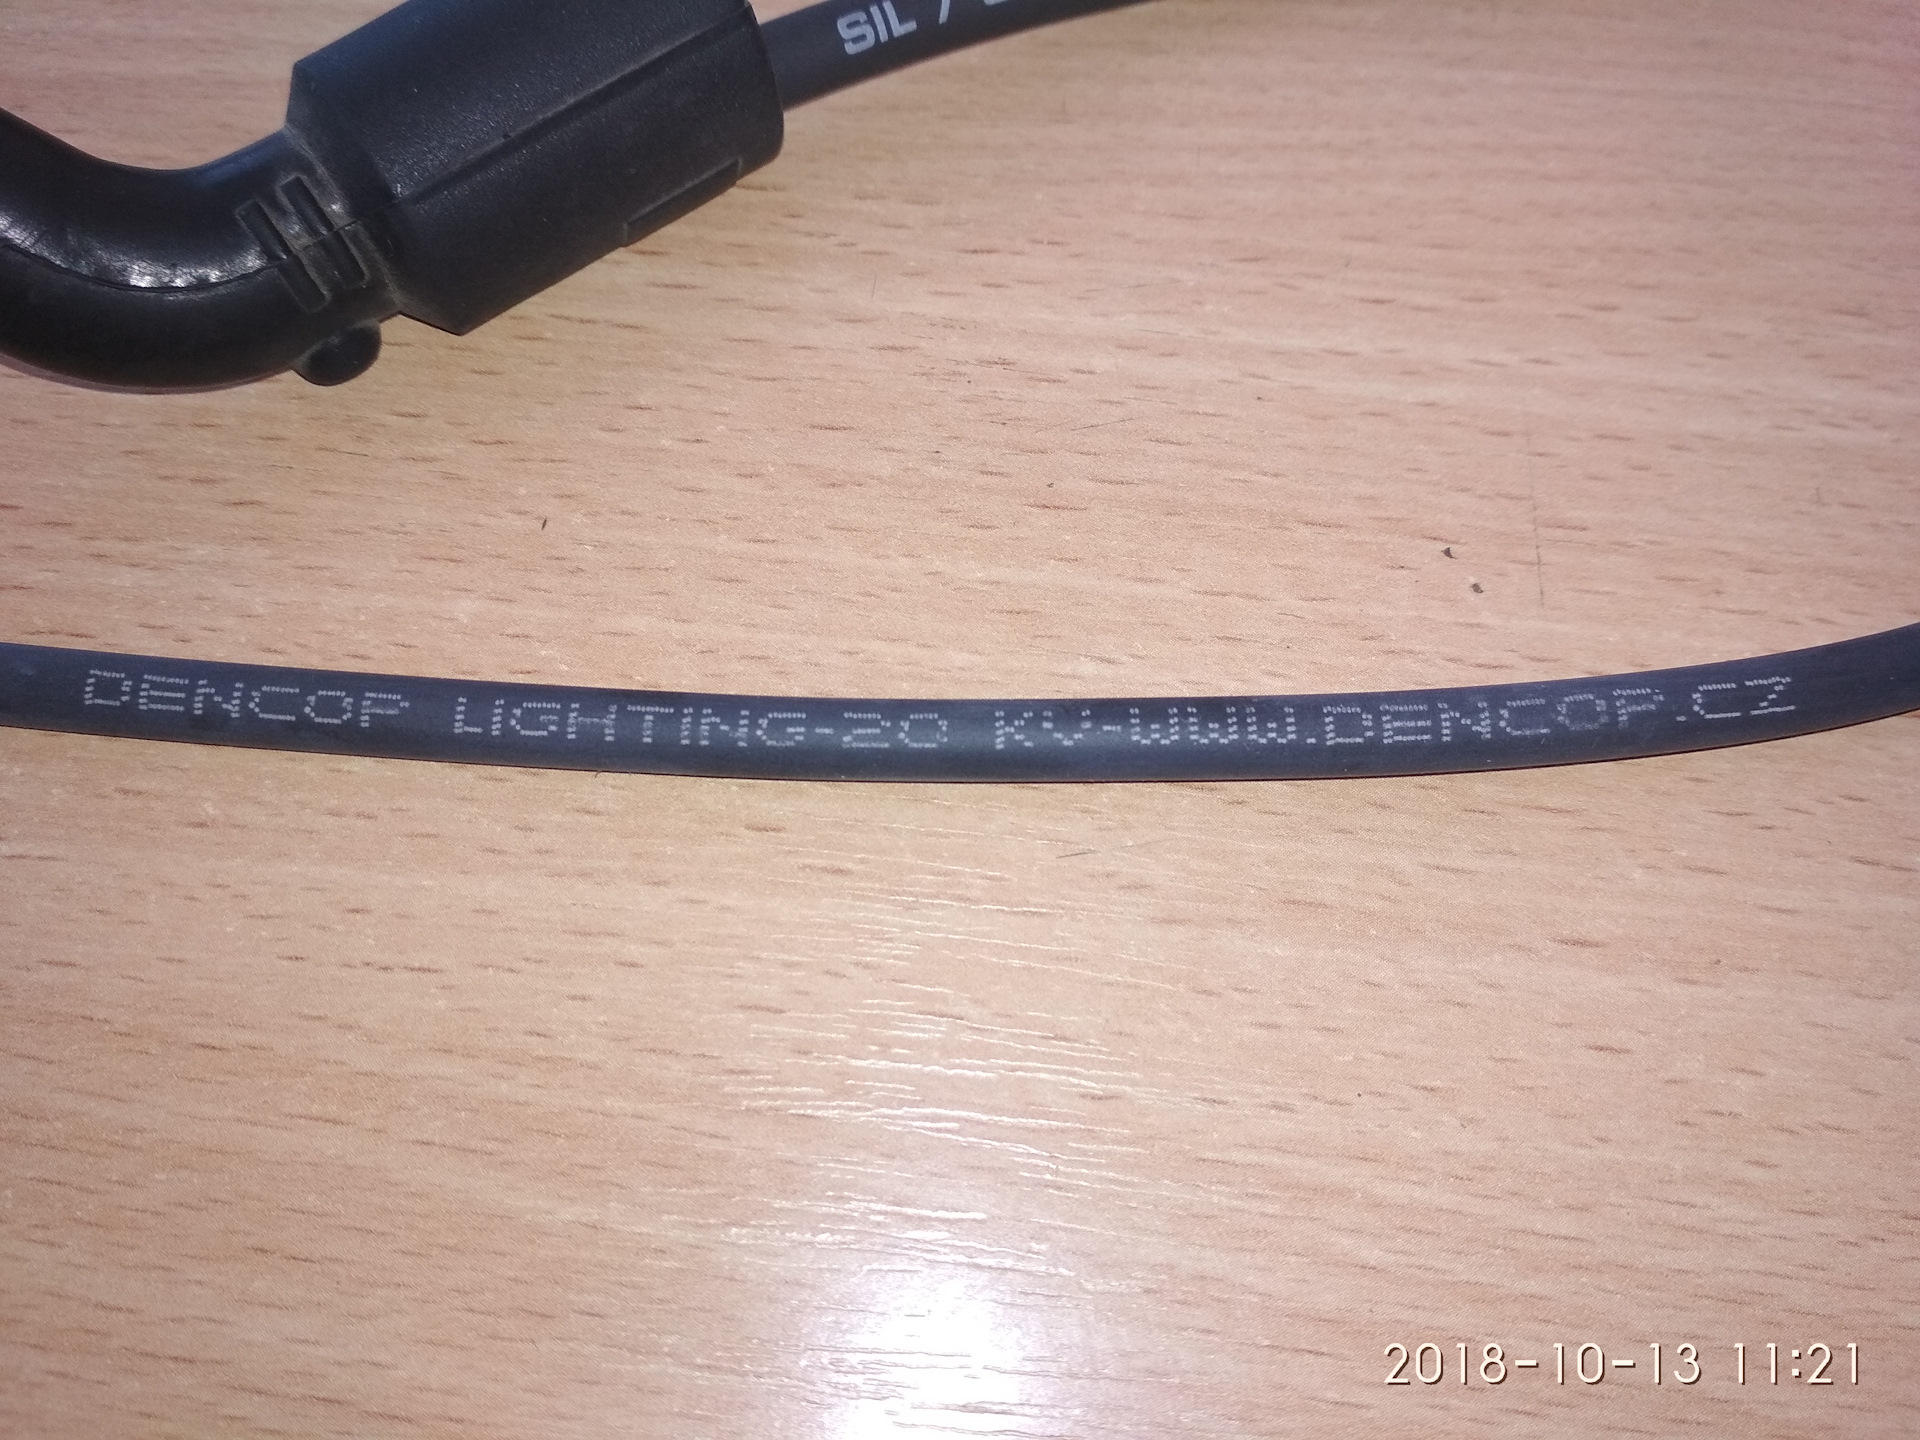 SIL /
DENCOP LIGHTING-20 KV-WWW.DENCOP.CZ
2018-10-13 11:21